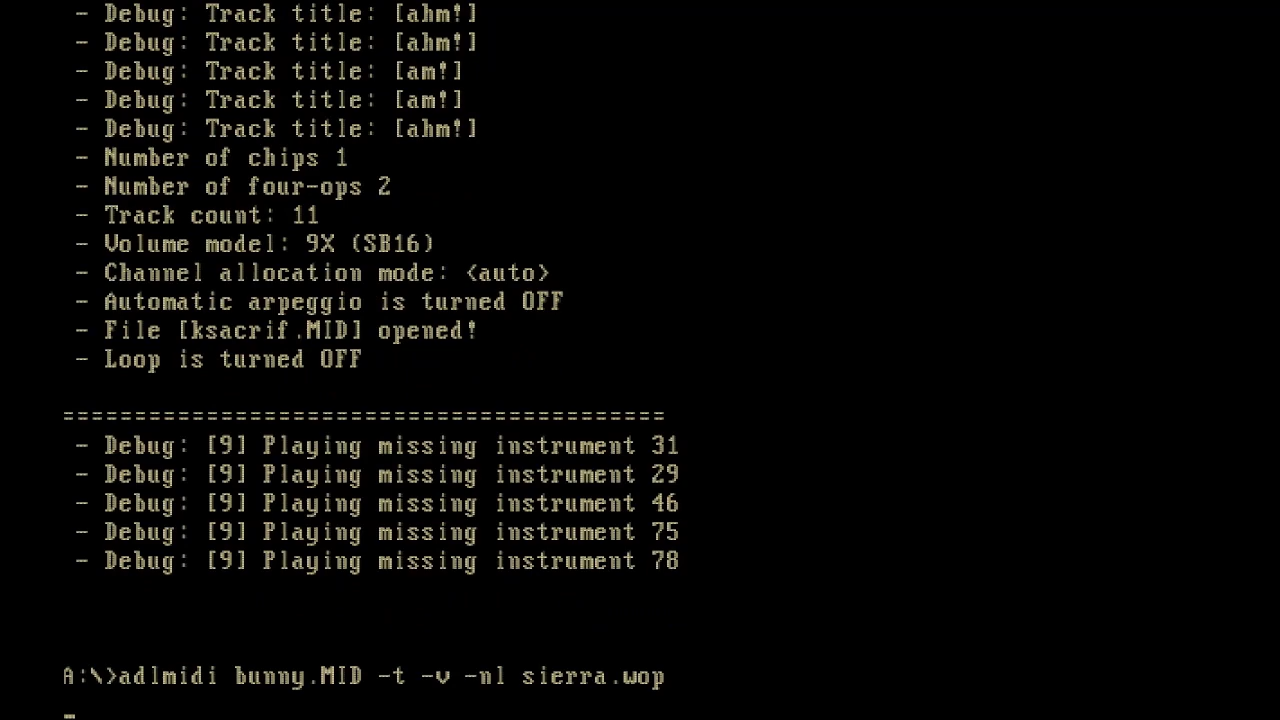 - Debug: Track title: [ahm!]
- Debug: Track title: [ahm!]
- Debug: Track title: [am!]
- Debug: Track title: [am!]
- Debug: Track title: [ahm!]
- Number of chips 1
- Number of four-ops 2
- Track count: 11
- Volume model: 9X (SB16)
- Channel allocation mode: <auto>
- Automatic arpeggio is turned OFF
- File [ksacrif.MID] opened!
- Loop is turned OFF
==========================================
- Debug: [9] Playing missing instrument 31
- Debug: [9] Playing missing instrument 29
- Debug: [9] Playing missing instrument 46
- Debug: [9] Playing missing instrument 75
- Debug: [9] Playing missing instrument 78
A:\>adlmidi bunny.MID -t -v -nl sierra.wop
_